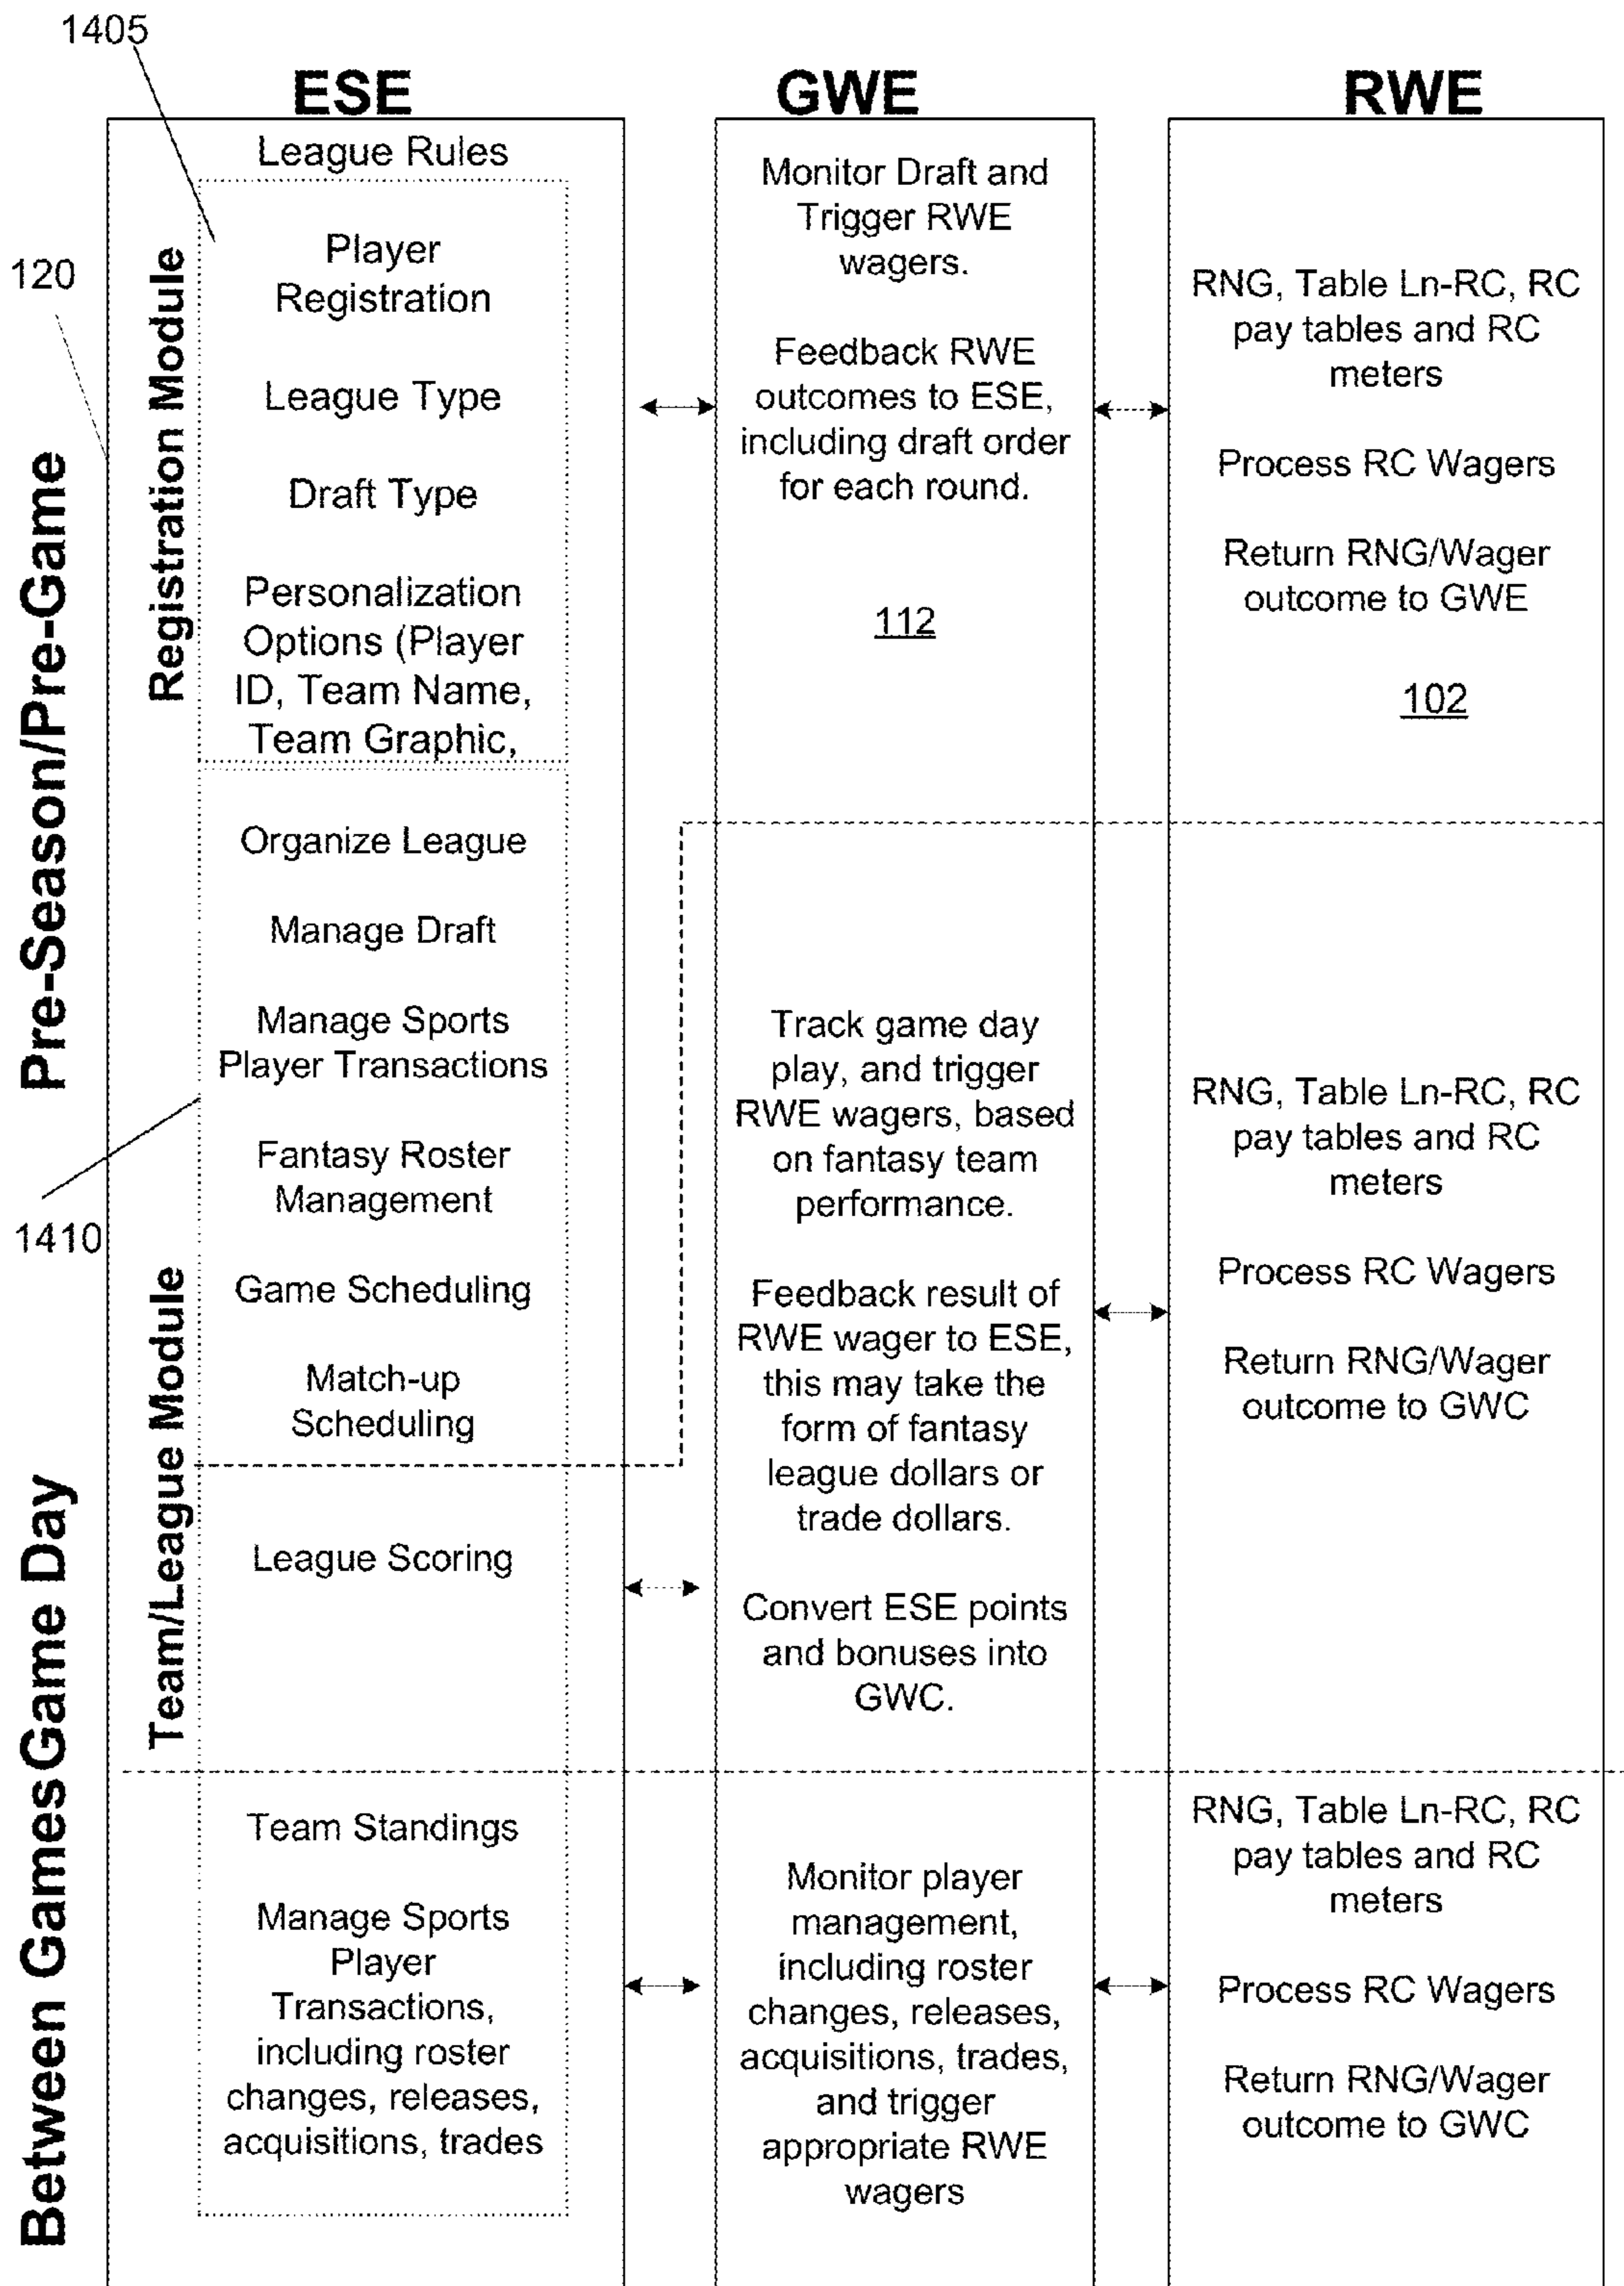 1405
ESE
GWE
RWE
120
Pre-Season/Pre-Game
Registration Module
League Rules
Player
Registration
League Type
Draft Type
Personalization
Options (Player
ID, Team Name,
Team Graphic,
Monitor Draft and
Trigger RWE
wagers.
Feedback RWE
outcomes to ESE,
including draft order
for each round.
112
RNG, Table Ln-RC, RC
pay tables and RC
meters
Process RC Wagers
Return RNG/Wager
outcome to GWE
102
1410
Team/League Module
Organize League
Manage Draft
Manage Sports
Player Transactions
Fantasy Roster
Management
Game Scheduling
Match-up
Scheduling
Game Day
League Scoring
Track game day
play, and trigger
RWE wagers, based
on fantasy team
performance.
Feedback result of
RWE wager to ESE,
this may take the
form of fantasy
league dollars or
trade dollars.
Convert ESE points
and bonuses into
GWC.
RNG, Table Ln-RC, RC
pay tables and RC
meters
Process RC Wagers
Return RNG/Wager
outcome to GWC
Between Games
Team Standings
Manage Sports
Player
Transactions,
including roster
changes, releases,
acquisitions, trades
Monitor player
management,
including roster
changes, releases,
acquisitions, trades,
and trigger
appropriate RWE
wagers
RNG, Table Ln-RC, RC
pay tables and RC
meters
Process RC Wagers
Return RNG/Wager
outcome to GWC